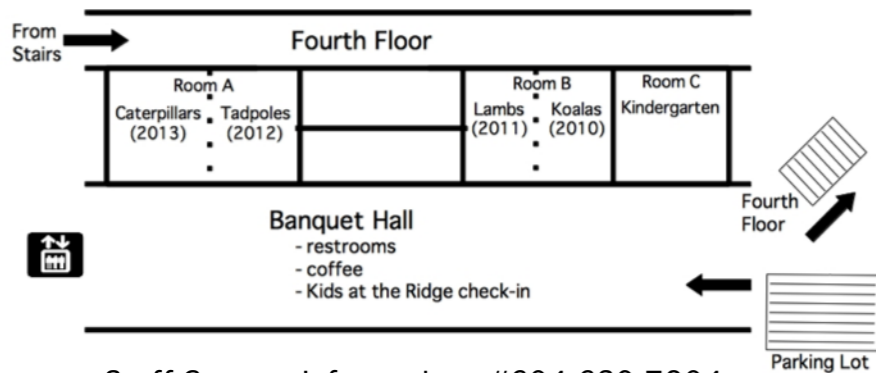 From
Stairs
Fourth Floor
Room A
Caterpillars
(2013)
Tadpoles
(2012)
Room B
Lambs
(2011)
Koalas
(2010)
Room C
Kindergarten
Fourth
Floor
Banquet Hall
- restrooms
- coffee
- Kids at the Ridge check-in
Parking Lot